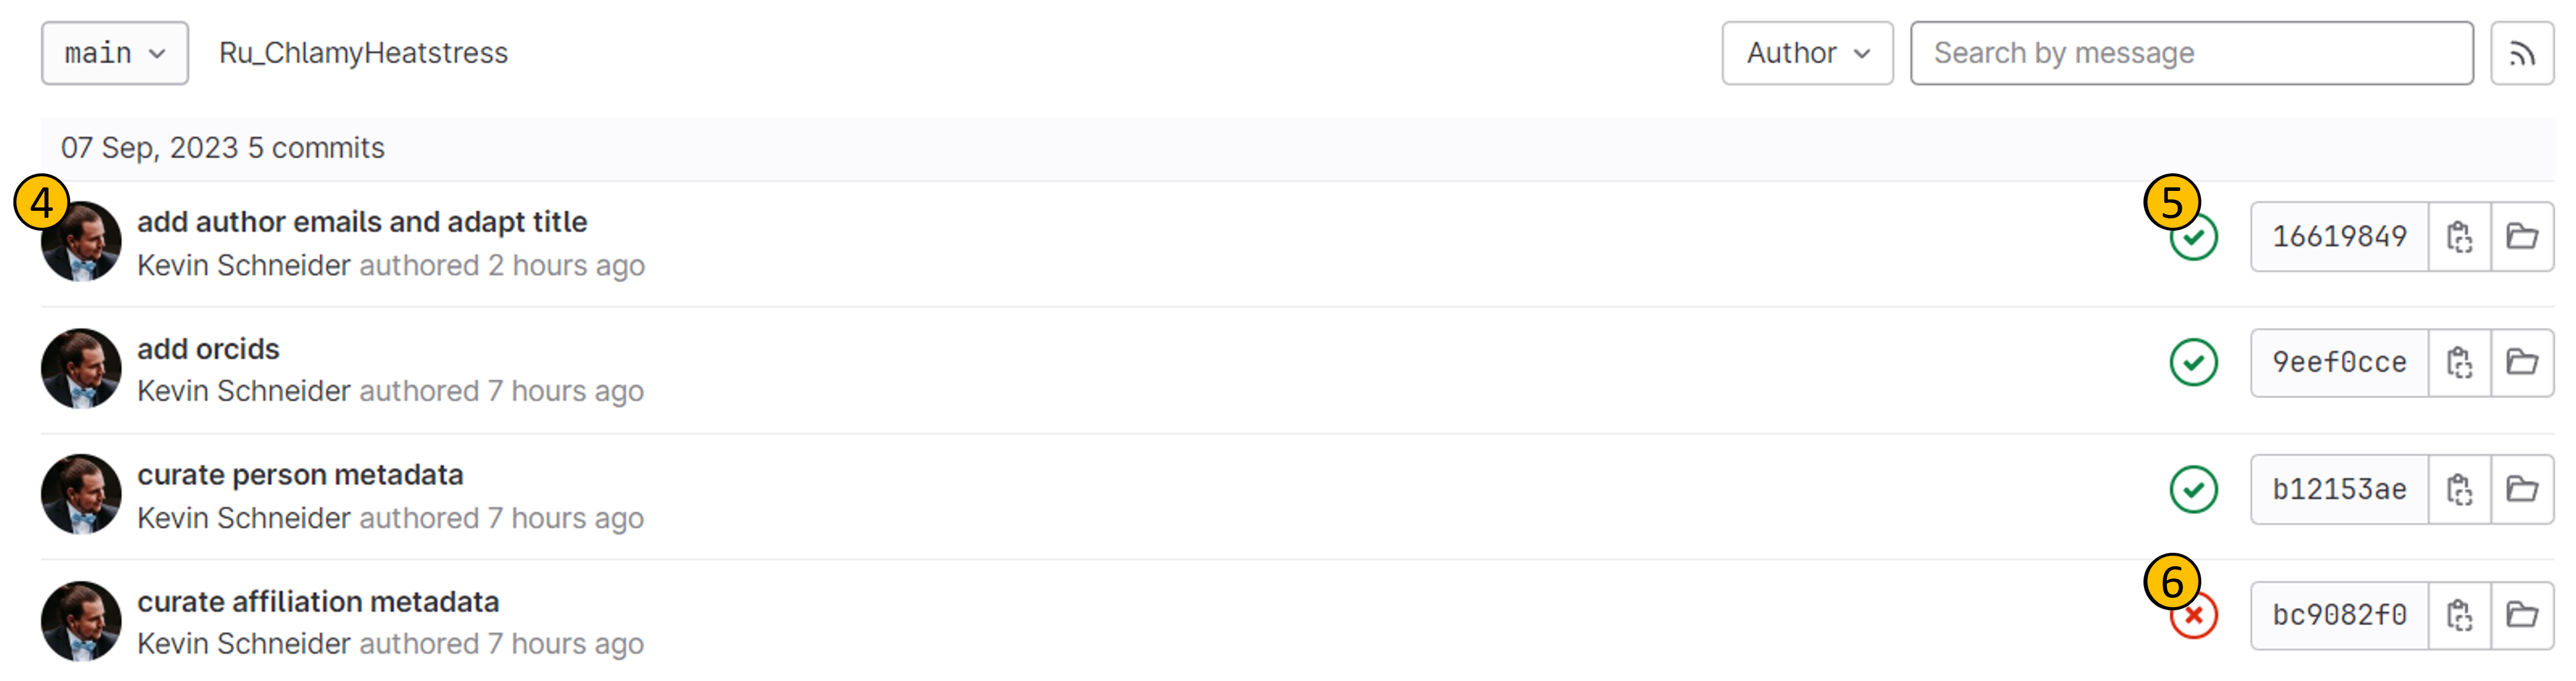 main Ru_ChlamyHeatstress Author Search by message
07 Sep, 2023 5 commits
4 add author emails and adapt title 5 16619849
Kevin Schneider authored 2 hours ago
add orcids 9eef0cce
Kevin Schneider authored 7 hours ago
curate person metadata b12153ae
Kevin Schneider authored 7 hours ago
curate affiliation metadata 6 bc9082f0
Kevin Schneider authored 7 hours ago